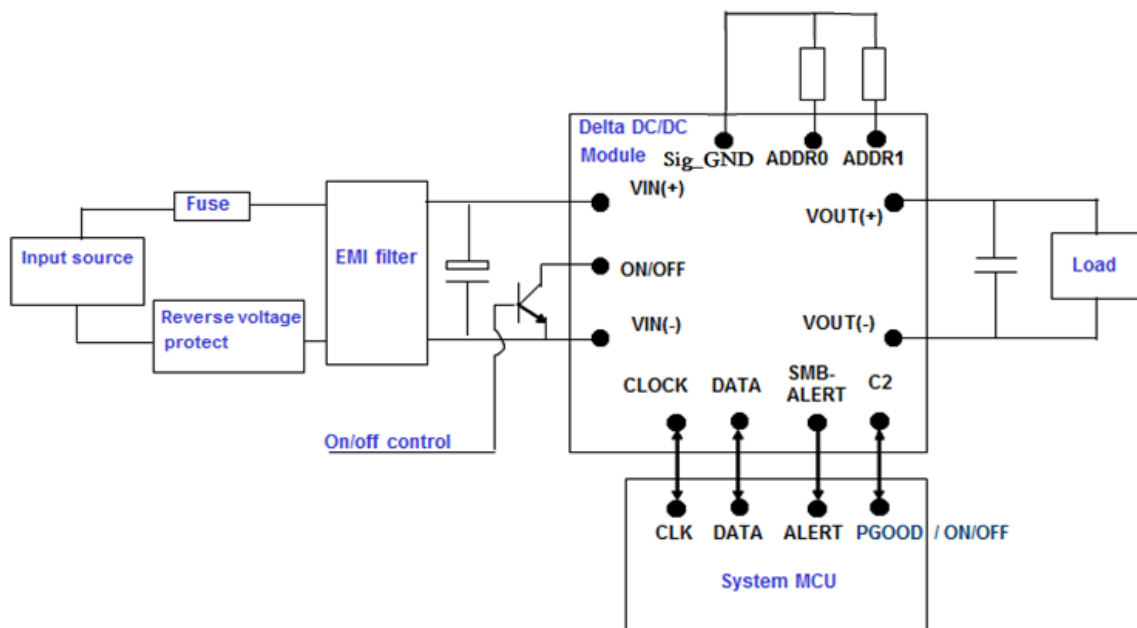 Delta DC/DC
Module
Sig_GND ADDR0 ADDR1
VIN(+)
Fuse
VOUT(+)
Input source
EMI filter
ON/OFF
Load
Reverse voltage
protect
VIN(-)
VOUT(-)
CLOCK DATA SMB-
ALERT C2
On/off control
CLK DATA ALERT PGOOD / ON/OFF
System MCU